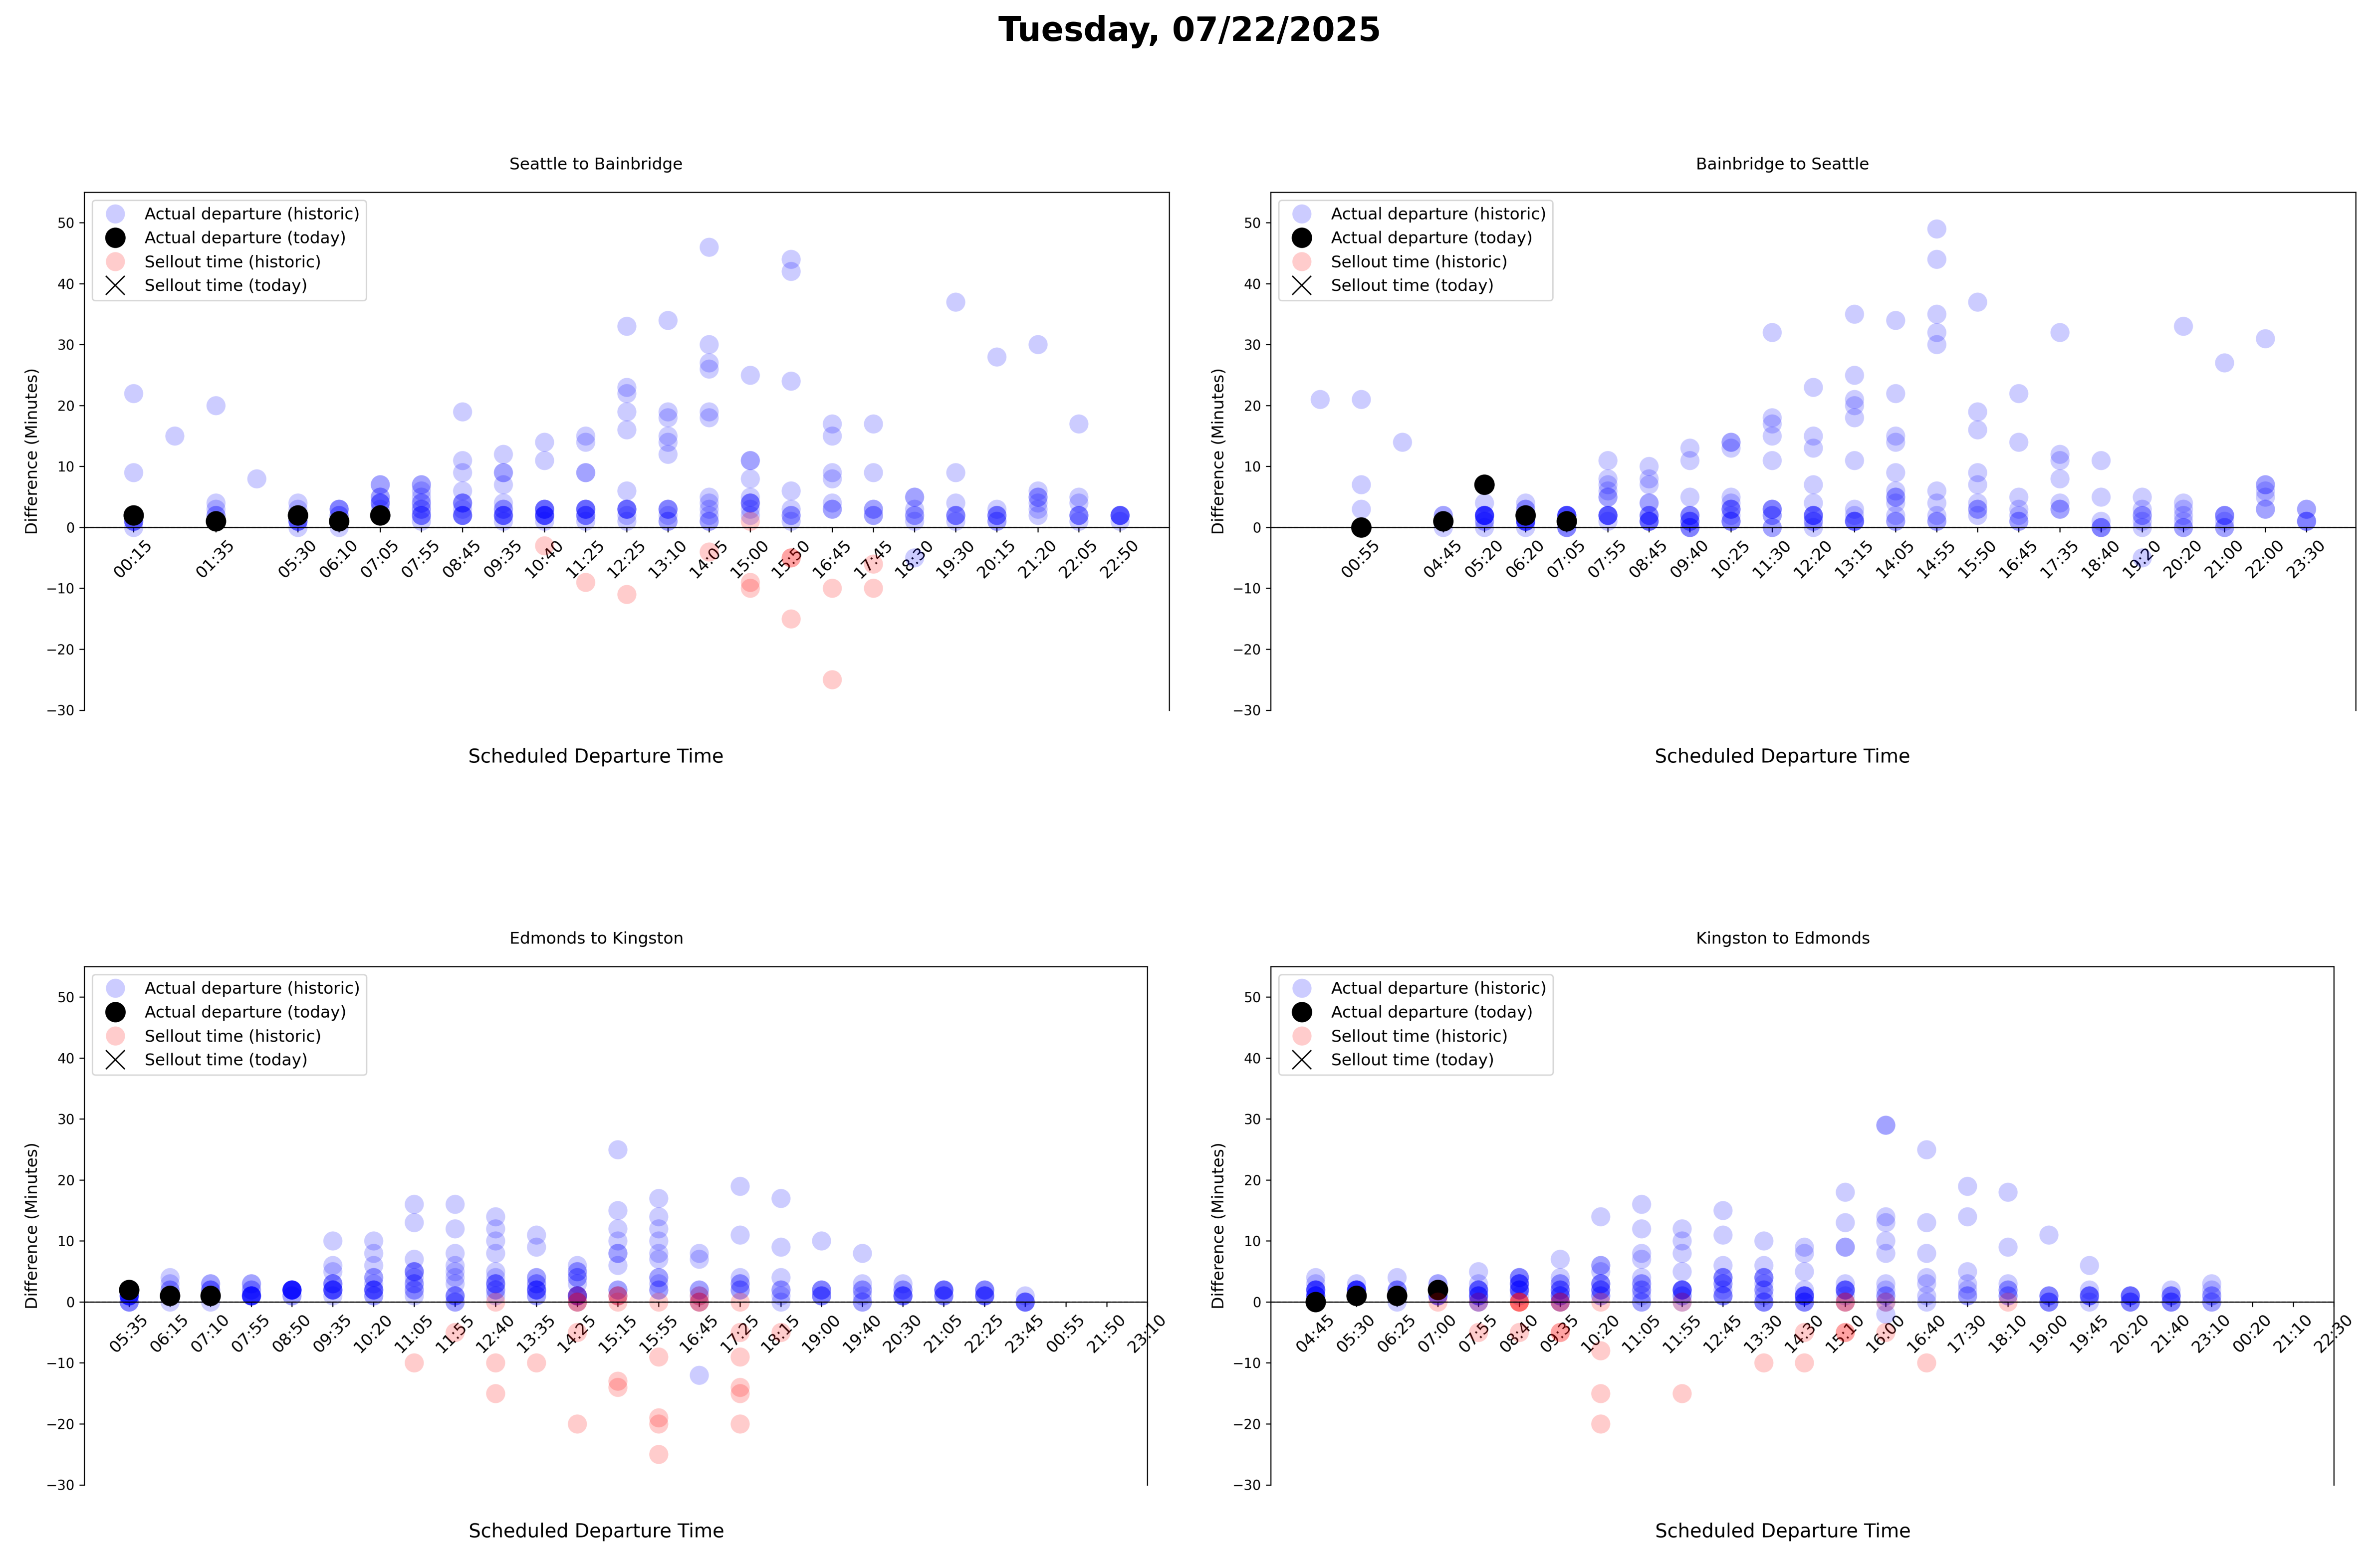 Tuesday, 07/22/2025
Seattle to Bainbridge
Difference (Minutes)
50
40
30
20
10
0
−10
−20
−30
Actual departure (historic)
Actual departure (today)
Sellout time (historic)
Sellout time (today)
00:15 01:35 05:30 06:10 07:05 07:55 08:45 09:35 10:40 11:25 12:25 13:10 14:05 15:00 15:50 16:45 17:45 18:30 19:30 20:15 21:20 22:05 22:50
Scheduled Departure Time
Bainbridge to Seattle
Difference (Minutes)
50
40
30
20
10
0
−10
−20
−30
Actual departure (historic)
Actual departure (today)
Sellout time (historic)
Sellout time (today)
00:55 04:45 05:20 06:20 07:05 07:55 08:45 09:40 10:25 11:30 12:20 13:15 14:05 14:55 15:50 16:45 17:35 18:40 19:20 20:20 21:00 22:00 23:30
Scheduled Departure Time
Edmonds to Kingston
Difference (Minutes)
50
40
30
20
10
0
−10
−20
−30
Actual departure (historic)
Actual departure (today)
Sellout time (historic)
Sellout time (today)
05:35 06:15 07:10 07:55 08:50 09:35 10:20 11:05 11:55 12:40 13:35 14:25 15:15 15:55 16:45 17:25 18:15 19:00 19:40 20:30 21:05 22:25 23:45 00:55 21:50 23:10
Scheduled Departure Time
Kingston to Edmonds
Difference (Minutes)
50
40
30
20
10
0
−10
−20
−30
Actual departure (historic)
Actual departure (today)
Sellout time (historic)
Sellout time (today)
04:45 05:30 06:25 07:00 07:55 08:40 09:35 10:20 11:05 11:55 12:45 13:30 14:30 15:10 16:00 16:40 17:30 18:10 19:00 19:45 20:20 21:40 23:10 00:20 21:10 22:30
Scheduled Departure Time